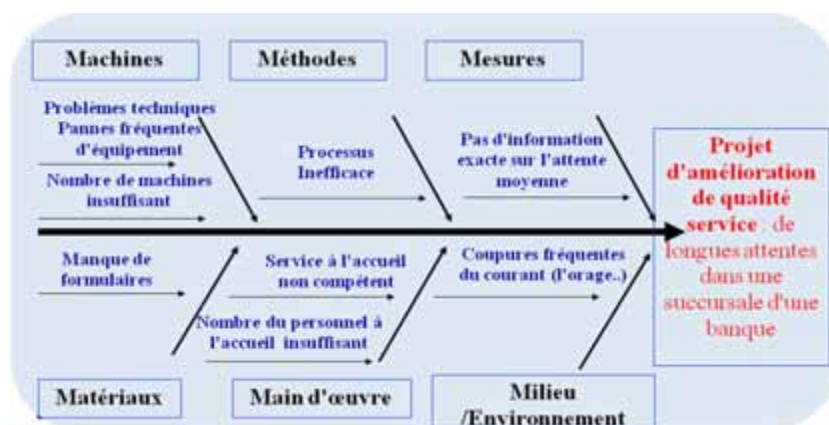 Machines
Méthodes
Mesures
Problèmes techniques
Pannes fréquentes
d'équipement
Nombre de machines
insuffisant
Processus
Inefficace
Pas d'information
exacte sur l'attente
moyenne
Projet
d'amélioration
de qualité
service : de
longues attentes
dans une
succursale d'une
banque
Manque de
formulaires
Service à l'accueil
non compétent
Nombre du personnel à
l'accueil insuffisant
Coupures fréquentes
du courant (l'orage..)
Matériaux
Main d'œuvre
Milieu
/Environnement